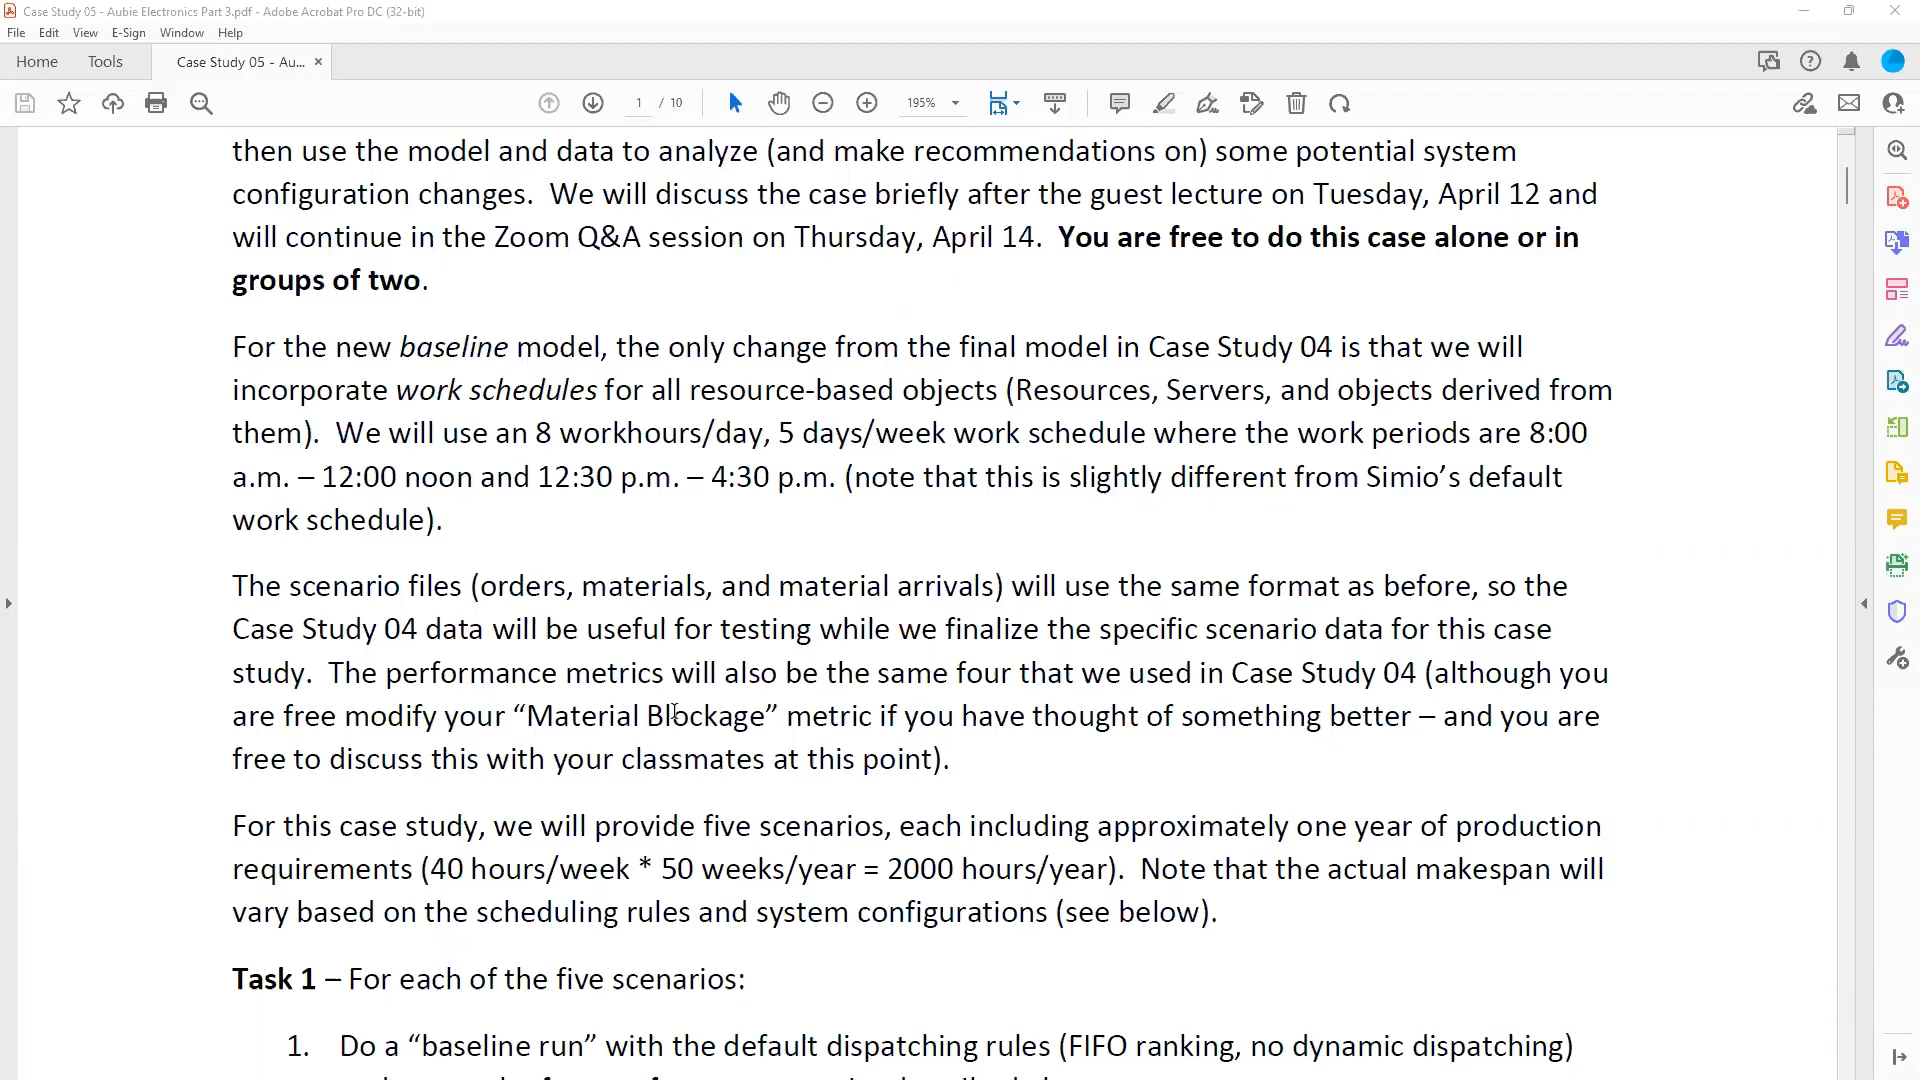 Case Study 05 - Aubie Electronics Part 3.pdf - Adobe Acrobat Pro DC (32-bit)
File Edit View E-Sign Window Help
Home Tools Case Study 05 - Au... ×
1 / 10 195%
then use the model and data to analyze (and make recommendations on) some potential system
configuration changes.  We will discuss the case briefly after the guest lecture on Tuesday, April 12 and
will continue in the Zoom Q&A session on Thursday, April 14.  You are free to do this case alone or in
groups of two.
For the new baseline model, the only change from the final model in Case Study 04 is that we will
incorporate work schedules for all resource-based objects (Resources, Servers, and objects derived from
them).  We will use an 8 workhours/day, 5 days/week work schedule where the work periods are 8:00
a.m. – 12:00 noon and 12:30 p.m. – 4:30 p.m. (note that this is slightly different from Simio’s default
work schedule).
The scenario files (orders, materials, and material arrivals) will use the same format as before, so the
Case Study 04 data will be useful for testing while we finalize the specific scenario data for this case
study.  The performance metrics will also be the same four that we used in Case Study 04 (although you
are free modify your “Material Blockage” metric if you have thought of something better – and you are
free to discuss this with your classmates at this point).
For this case study, we will provide five scenarios, each including approximately one year of production
requirements (40 hours/week * 50 weeks/year = 2000 hours/year).  Note that the actual makespan will
vary based on the scheduling rules and system configurations (see below).
Task 1 – For each of the five scenarios:
1. Do a “baseline run” with the default dispatching rules (FIFO ranking, no dynamic dispatching)